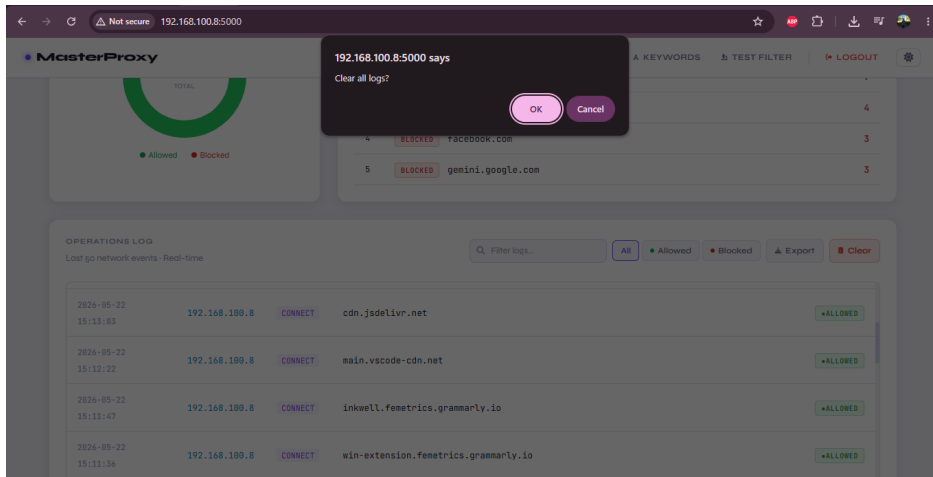 Not secure 192.168.100.8:5000
MasterProxy
KEYWORDS TEST FILTER LOGOUT
192.168.100.8:5000 says
Clear all logs?
OK Cancel
TOTAL
Allowed Blocked
4
4 BLOCKED facebook.com 3
5 BLOCKED gemini.google.com 3
OPERATIONS LOG
Last 50 network events · Real-time
Filter logs... All Allowed Blocked Export Clear
2026-05-22
15:13:03
192.168.100.8 CONNECT cdn.jsdelivr.net ALLOWED
2026-05-22
15:12:22
192.168.100.8 CONNECT main.vscode-cdn.net ALLOWED
2026-05-22
15:11:47
192.168.100.8 CONNECT inkwell.femetrics.grammarly.io ALLOWED
2026-05-22
15:11:36
192.168.100.8 CONNECT win-extension.femetrics.grammarly.io ALLOWED